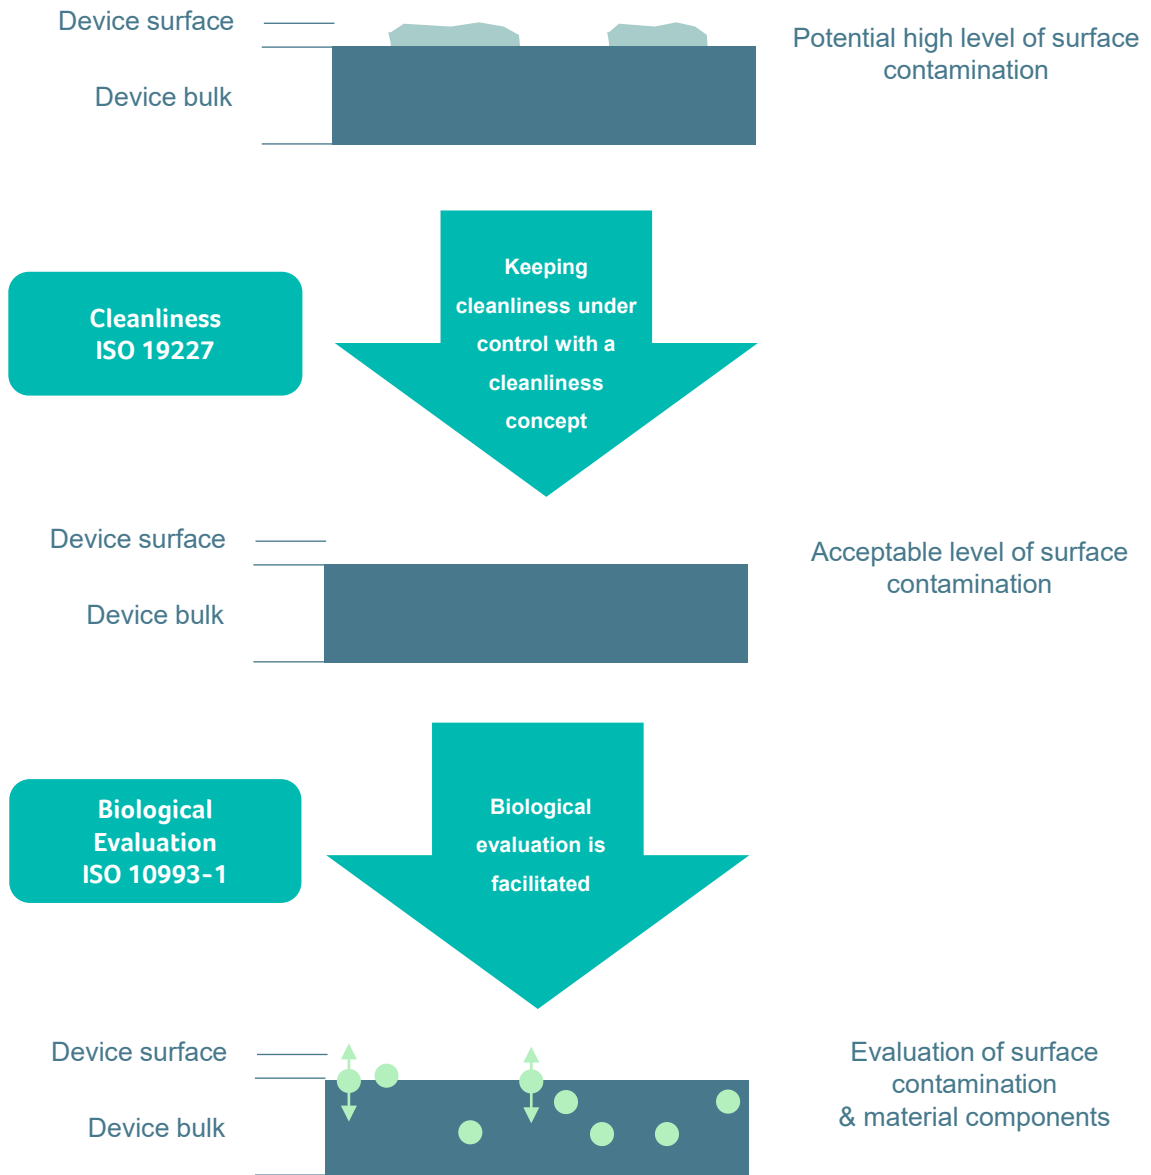 Device surface
Device bulk
Potential high level of surface
contamination
Keeping
cleanliness under
control with a
cleanliness
concept
Cleanliness
ISO 19227
Device surface
Device bulk
Acceptable level of surface
contamination
Biological
Evaluation
ISO 10993-1
Biological
evaluation is
facilitated
Device surface
Device bulk
Evaluation of surface
contamination
& material components